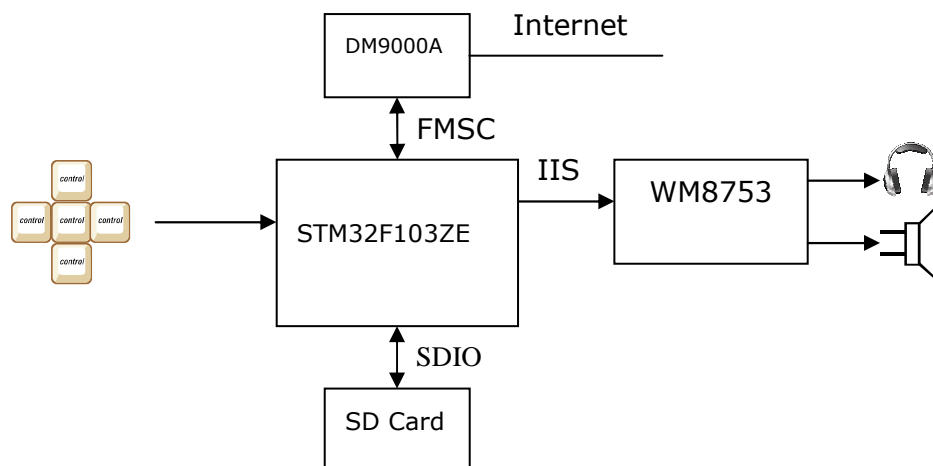 DM9000A
Internet
FMSC
IIS
WM8753
control
control
control
control
control
STM32F103ZE
SDIO
SD Card